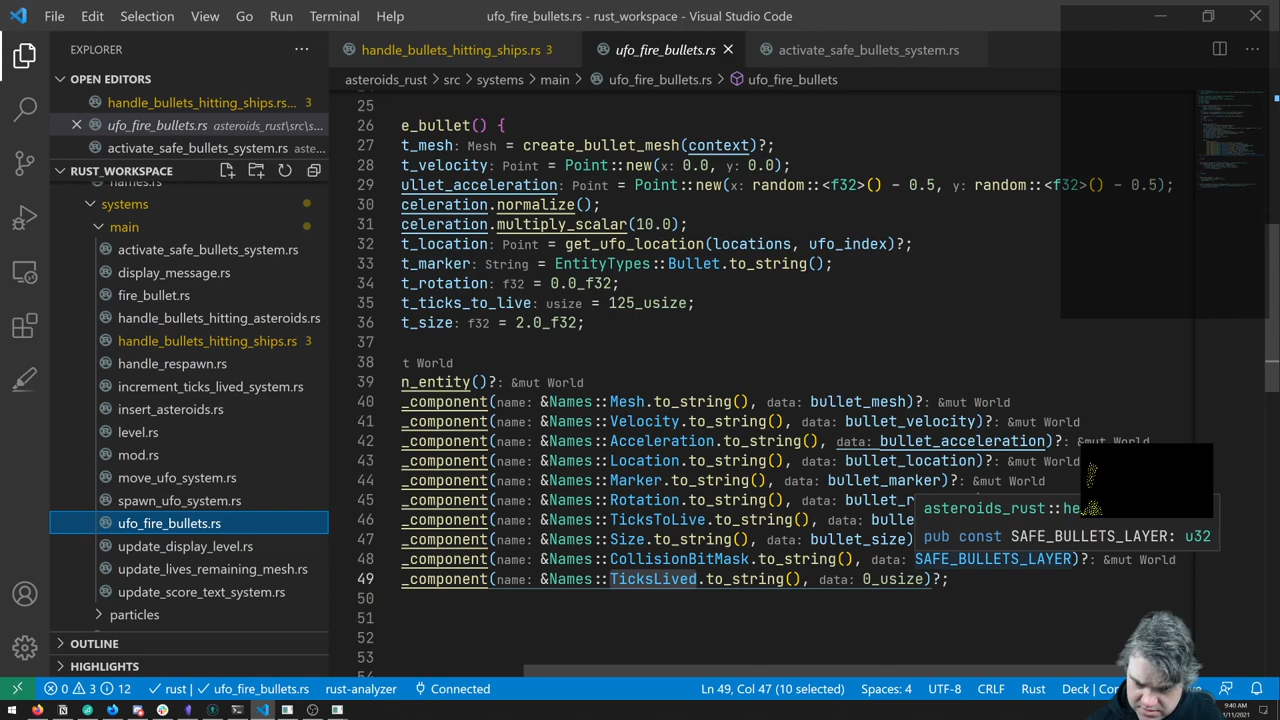 File Edit Selection View Go Run Terminal Help
ufo_fire_bullets.rs - rust_workspace - Visual Studio Code
EXPLORER
OPEN EDITORS
handle_bullets_hitting_ships.rs... 3
ufo_fire_bullets.rs asteroids_rust\src\s...
activate_safe_bullets_system.rs aste...
RUST_WORKSPACE
names.rs
systems
main
activate_safe_bullets_system.rs
display_message.rs
fire_bullet.rs
handle_bullets_hitting_asteroids.rs
handle_bullets_hitting_ships.rs 3
handle_respawn.rs
increment_ticks_lived_system.rs
insert_asteroids.rs
level.rs
mod.rs
move_ufo_system.rs
spawn_ufo_system.rs
ufo_fire_bullets.rs
update_display_level.rs
update_lives_remaining_mesh.rs
update_score_text_system.rs
particles
OUTLINE
HIGHLIGHTS
handle_bullets_hitting_ships.rs 3 ufo_fire_bullets.rs activate_safe_bullets_system.rs
asteroids_rust > src > systems > main > ufo_fire_bullets.rs > ufo_fire_bullets
25
26 e_bullet() {
27 t_mesh: Mesh = create_bullet_mesh(context)?;
28 t_velocity: Point = Point::new(x: 0.0, y: 0.0);
29 ullet_acceleration: Point = Point::new(x: random::<f32>() - 0.5, y: random::<f32>() - 0.5);
30 celeration.normalize();
31 celeration.multiply_scalar(10.0);
32 t_location: Point = get_ufo_location(locations, ufo_index)?;
33 t_marker: String = EntityTypes::Bullet.to_string();
34 t_rotation: f32 = 0.0_f32;
35 t_ticks_to_live: usize = 125_usize;
36 t_size: f32 = 2.0_f32;
37
38 t World
39 n_entity()?: &mut World
40 _component(name: &Names::Mesh.to_string(), data: bullet_mesh)?: &mut World
41 _component(name: &Names::Velocity.to_string(), data: bullet_velocity)?: &mut World
42 _component(name: &Names::Acceleration.to_string(), data: bullet_acceleration)?: &mut World
43 _component(name: &Names::Location.to_string(), data: bullet_location)?: &mut World
44 _component(name: &Names::Marker.to_string(), data: bullet_marker)?: &mut World
45 _component(name: &Names::Rotation.to_string(), data: bullet_r
46 _component(name: &Names::TicksToLive.to_string(), data: bulle
47 _component(name: &Names::Size.to_string(), data: bullet_size)
48 _component(name: &Names::CollisionBitMask.to_string(), data: SAFE_BULLETS_LAYER)?: &mut World
49 _component(name: &Names::TicksLived.to_string(), data: 0_usize)?;
50
51
52
53
54
asteroids_rust::he
pub const SAFE_BULLETS_LAYER: u32
0 3 12 rust ufo_fire_bullets.rs rust-analyzer Connected
Ln 49, Col 47 (10 selected) Spaces: 4 UTF-8 CRLF Rust
9:40 AM